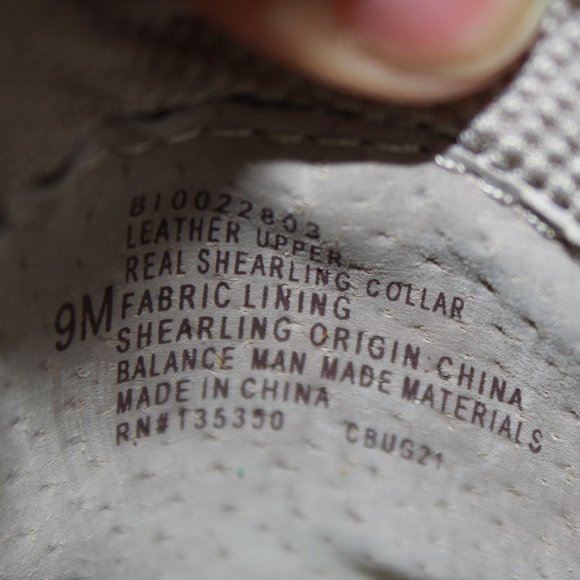 BI0022803
LEATHER UPPER
REAL SHEARLING COLLAR
9M FABRIC LINING
SHEARLING ORIGIN: CHINA
BALANCE MAN MADE MATERIALS
MADE IN CHINA
RN#135350 CBUG21